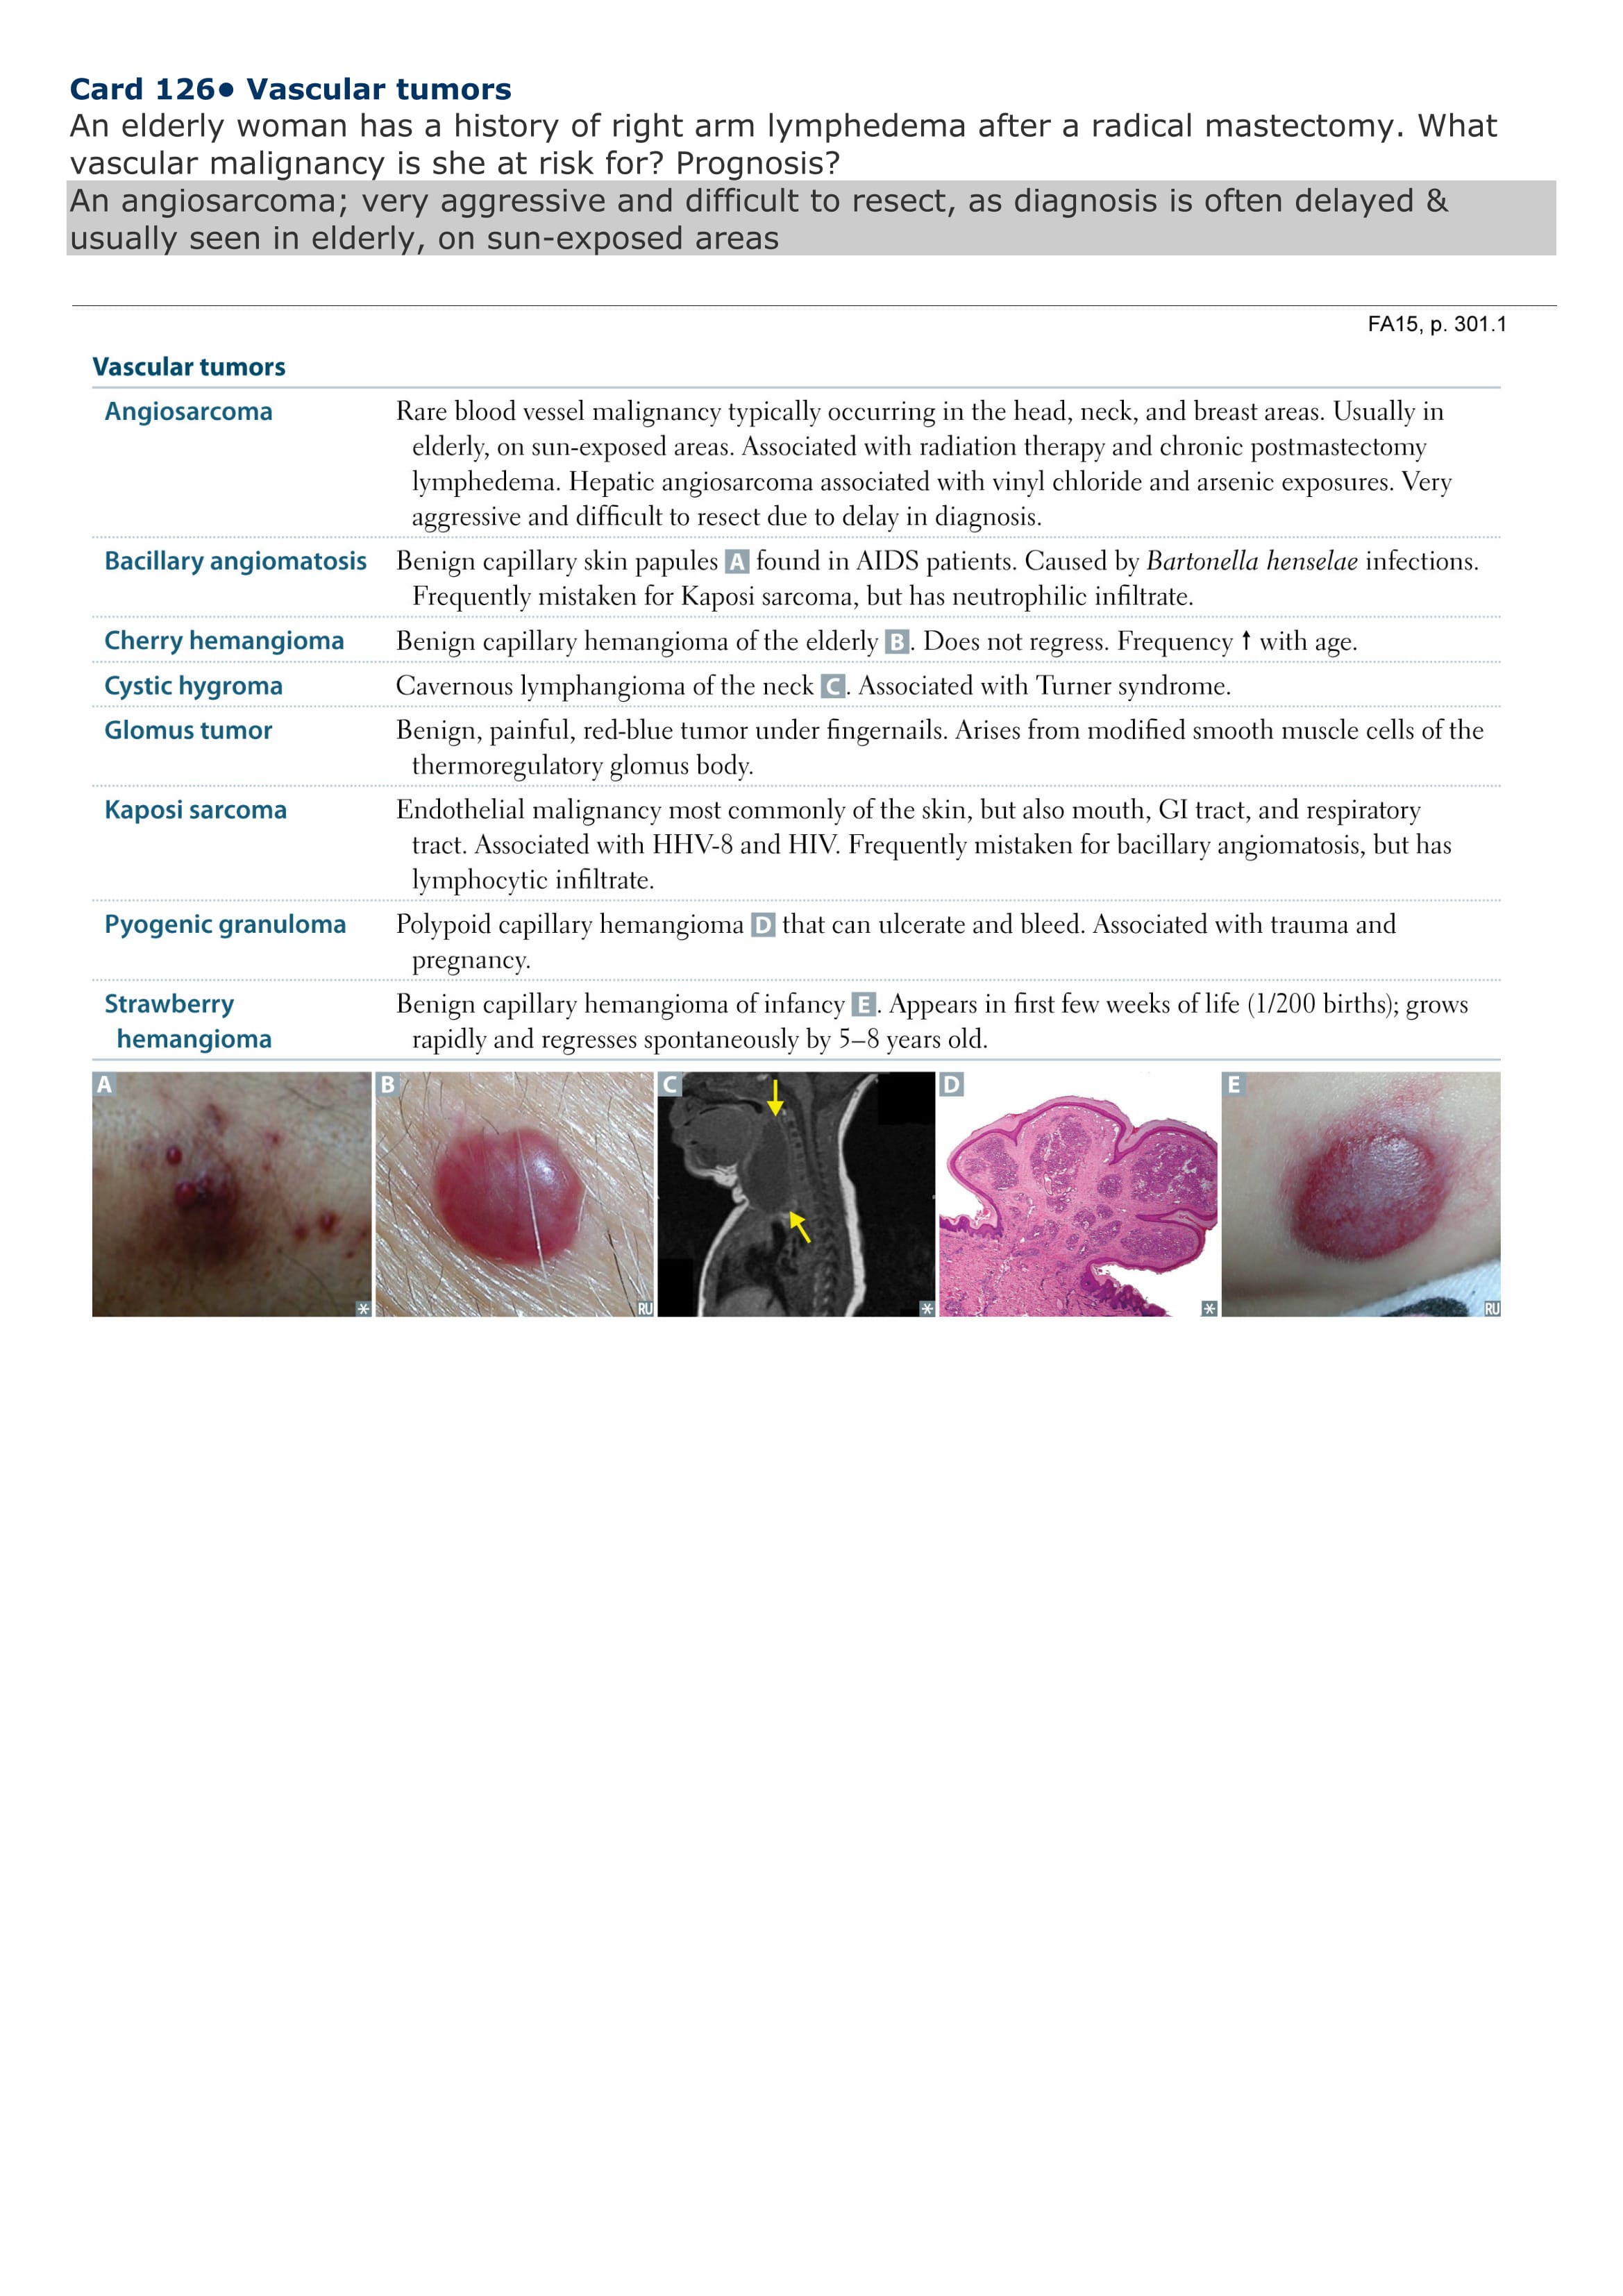 Card 126● Vascular tumors
An elderly woman has a history of right arm lymphedema after a radical mastectomy. What
vascular malignancy is she at risk for? Prognosis?
An angiosarcoma; very aggressive and difficult to resect, as diagnosis is often delayed &
usually seen in elderly, on sun-exposed areas
FA15, p. 301.1
Vascular tumors
Angiosarcoma
Rare blood vessel malignancy typically occurring in the head, neck, and breast areas. Usually in
elderly, on sun-exposed areas. Associated with radiation therapy and chronic postmastectomy
lymphedema. Hepatic angiosarcoma associated with vinyl chloride and arsenic exposures. Very
aggressive and difficult to resect due to delay in diagnosis.
Bacillary angiomatosis
Benign capillary skin papules A found in AIDS patients. Caused by Bartonella henselae infections.
Frequently mistaken for Kaposi sarcoma, but has neutrophilic infiltrate.
Cherry hemangioma
Benign capillary hemangioma of the elderly B. Does not regress. Frequency ↑ with age.
Cystic hygroma
Cavernous lymphangioma of the neck C. Associated with Turner syndrome.
Glomus tumor
Benign, painful, red-blue tumor under fingernails. Arises from modified smooth muscle cells of the
thermoregulatory glomus body.
Kaposi sarcoma
Endothelial malignancy most commonly of the skin, but also mouth, GI tract, and respiratory
tract. Associated with HHV-8 and HIV. Frequently mistaken for bacillary angiomatosis, but has
lymphocytic infiltrate.
Pyogenic granuloma
Polypoid capillary hemangioma D that can ulcerate and bleed. Associated with trauma and
pregnancy.
Strawberry
hemangioma
Benign capillary hemangioma of infancy E. Appears in first few weeks of life (1/200 births); grows
rapidly and regresses spontaneously by 5–8 years old.
A
B
C
D
E
*
RU
*
*
RU